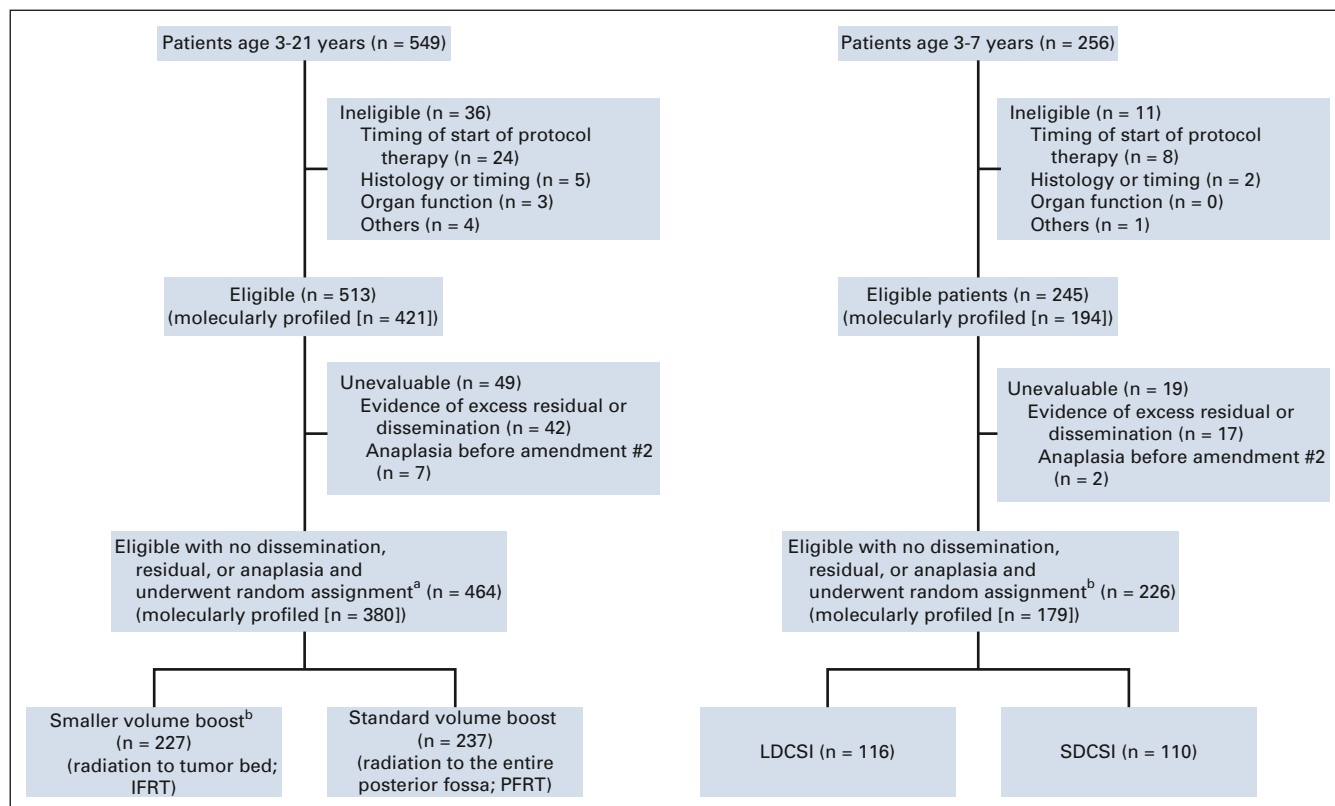 Patients age 3-21 years (n = 549)
Ineligible (n = 36)
Timing of start of protocol
therapy (n = 24)
Histology or timing (n = 5)
Organ function (n = 3)
Others (n = 4)
Eligible (n = 513)
(molecularly profiled [n = 421])
Unevaluable (n = 49)
Evidence of excess residual or
dissemination (n = 42)
Anaplasia before amendment #2
(n = 7)
Eligible with no dissemination,
residual, or anaplasia and
underwent random assignmentᵃ (n = 464)
(molecularly profiled [n = 380])
Smaller volume boostᵇ
(n = 227)
(radiation to tumor bed;
IFRT)
Standard volume boost
(n = 237)
(radiation to the entire
posterior fossa; PFRT)
Patients age 3-7 years (n = 256)
Ineligible (n = 11)
Timing of start of protocol
therapy (n = 8)
Histology or timing (n = 2)
Organ function (n = 0)
Others (n = 1)
Eligible patients (n = 245)
(molecularly profiled [n = 194])
Unevaluable (n = 19)
Evidence of excess residual or
dissemination (n = 17)
Anaplasia before amendment #2
(n = 2)
Eligible with no dissemination,
residual, or anaplasia and
underwent random assignmentᵇ (n = 226)
(molecularly profiled [n = 179])
LDCSI (n = 116)
SDCSI (n = 110)